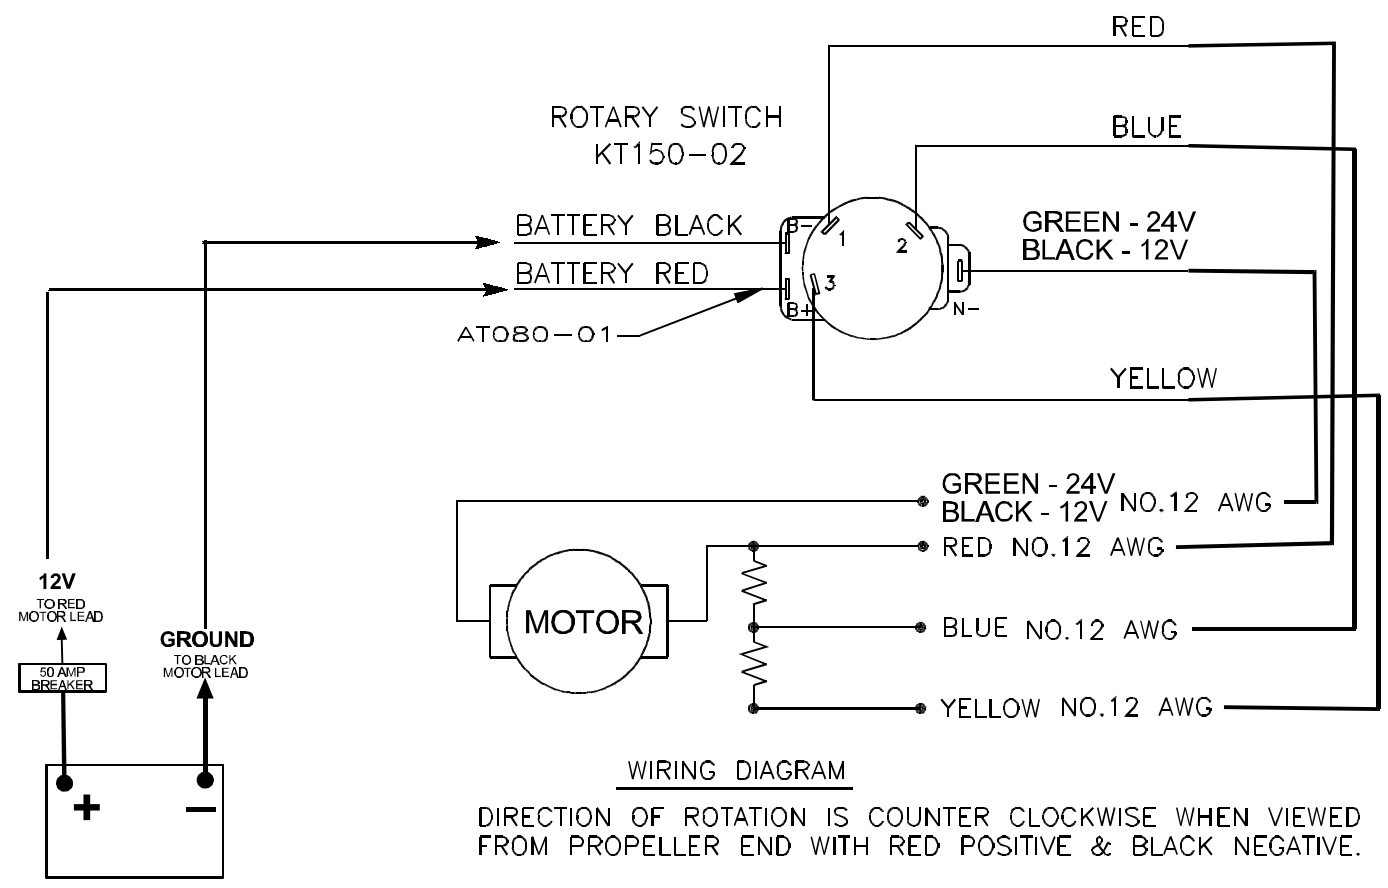 RED
ROTARY SWITCH
KT150-02
BLUE
BATTERY BLACK
B-
1
2
GREEN - 24V
BLACK - 12V
BATTERY RED
3
B+
N-
AT080-01
YELLOW
GREEN - 24V
BLACK - 12V
NO.12 AWG
RED NO.12 AWG
MOTOR
BLUE NO.12 AWG
YELLOW NO.12 AWG
12V
TO RED
MOTOR LEAD
GROUND
TO BLACK
MOTOR LEAD
50 AMP
BREAKER
+
−
WIRING DIAGRAM
DIRECTION OF ROTATION IS COUNTER CLOCKWISE WHEN VIEWED
FROM PROPELLER END WITH RED POSITIVE & BLACK NEGATIVE.